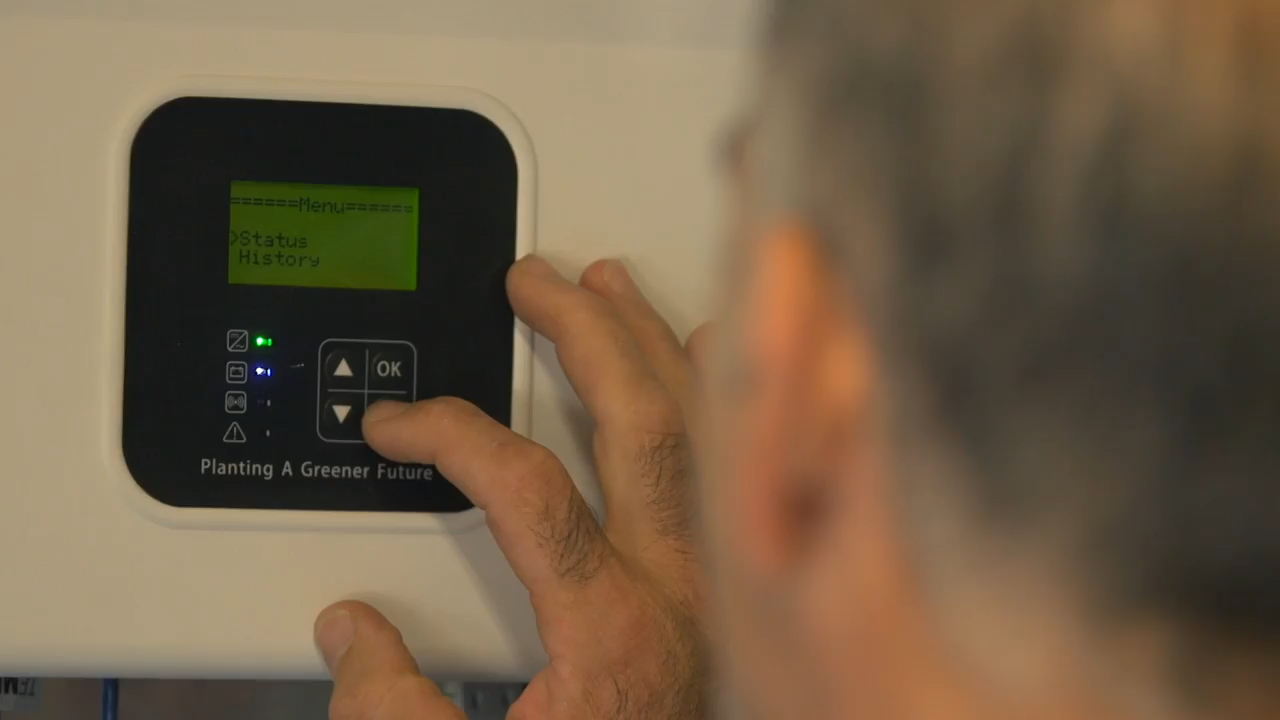 ======Menu======
>Status
History
OK
Planting A Greener Future